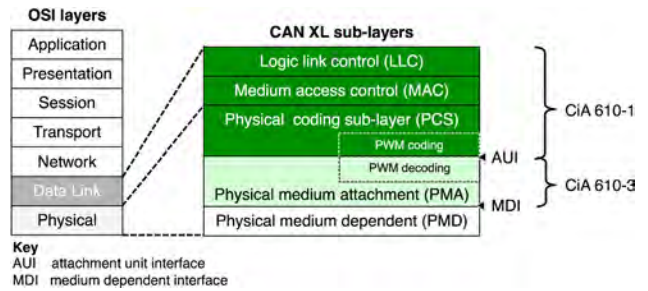 OSI layers
Application
Presentation
Session
Transport
Network
Data Link
Physical
CAN XL sub-layers
Logic link control (LLC)
Medium access control (MAC)
Physical coding sub-layer (PCS)
PWM coding
PWM decoding
Physical medium attachment (PMA)
Physical medium dependent (PMD)
AUI
MDI
CiA 610-1
CiA 610-3
Key
AUI attachment unit interface
MDI medium dependent interface